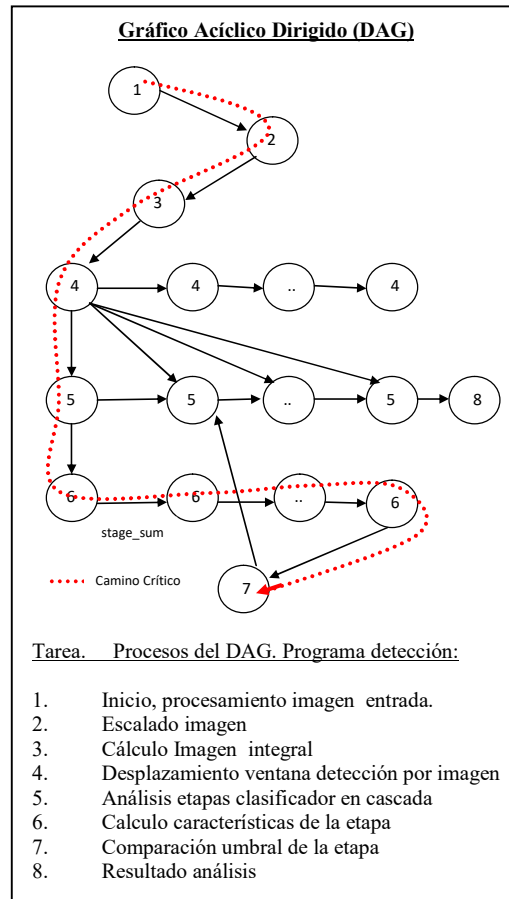 Gráfico Acíclico Dirigido (DAG)
1
2
3
4 4 .. 4
5 5 .. 5 8
6 6 .. 6
stage_sum
Camino Crítico
7
Tarea. Procesos del DAG. Programa detección:
1. Inicio, procesamiento imagen entrada.
2. Escalado imagen
3. Cálculo Imagen integral
4. Desplazamiento ventana detección por imagen
5. Análisis etapas clasificador en cascada
6. Calculo características de la etapa
7. Comparación umbral de la etapa
8. Resultado análisis